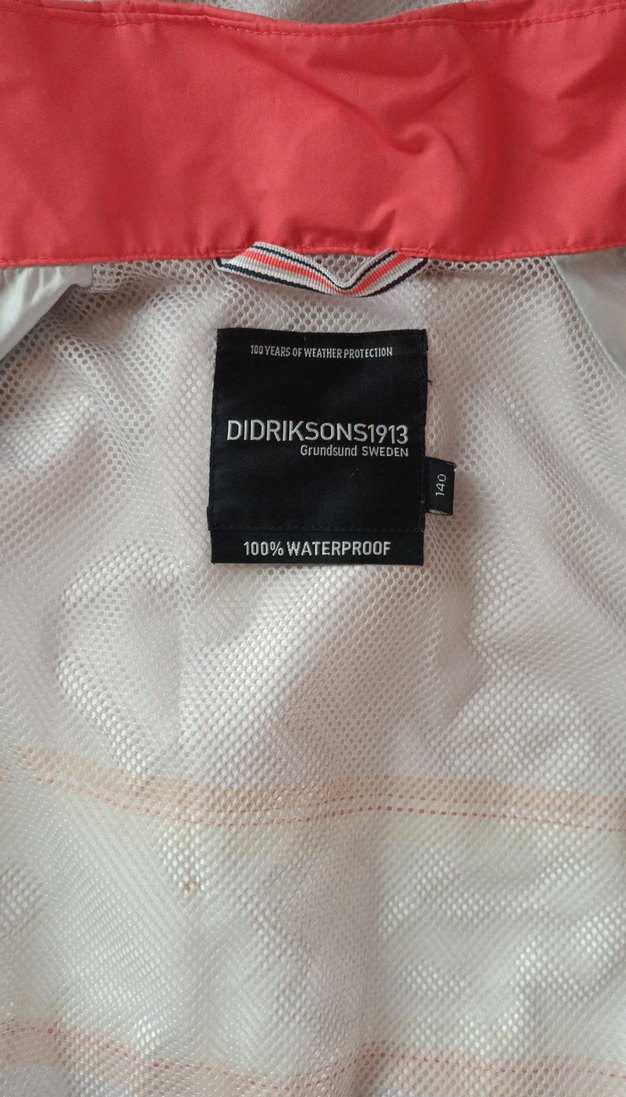 100 YEARS OF WEATHER PROTECTION
DIDRIKSONS1913
Grundsund SWEDEN
140
100% WATERPROOF